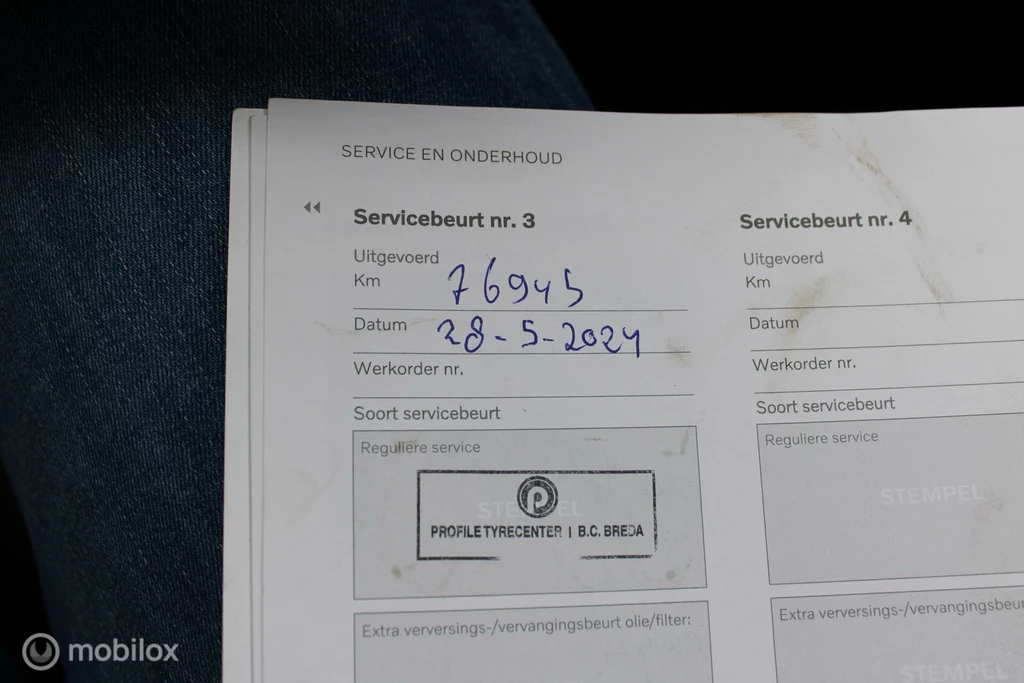 SERVICE EN ONDERHOUD
Servicebeurt nr. 3
Uitgevoerd
Km 76945
Datum 28-5-2024
Werkorder nr.
Soort servicebeurt
Reguliere service
STEMPEL
PROFILE TYRECENTER | B.C. BREDA
Extra verversings-/vervangingsbeurt olie/filter:
Servicebeurt nr. 4
Uitgevoerd
Km
Datum
Werkorder nr.
Soort servicebeurt
Reguliere service
STEMPEL
Extra verversings-/vervangingsbeur
STEMPEL
mobilox